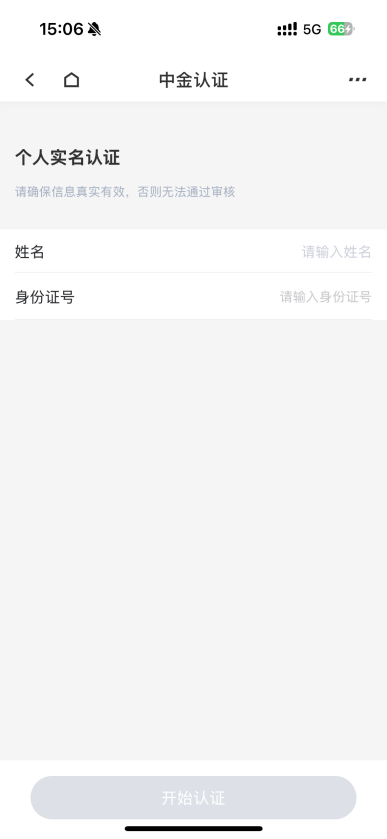 15:06 5G 66
中金认证
个人实名认证
请确保信息真实有效，否则无法通过审核
姓名 请输入姓名
身份证号 请输入身份证号
开始认证